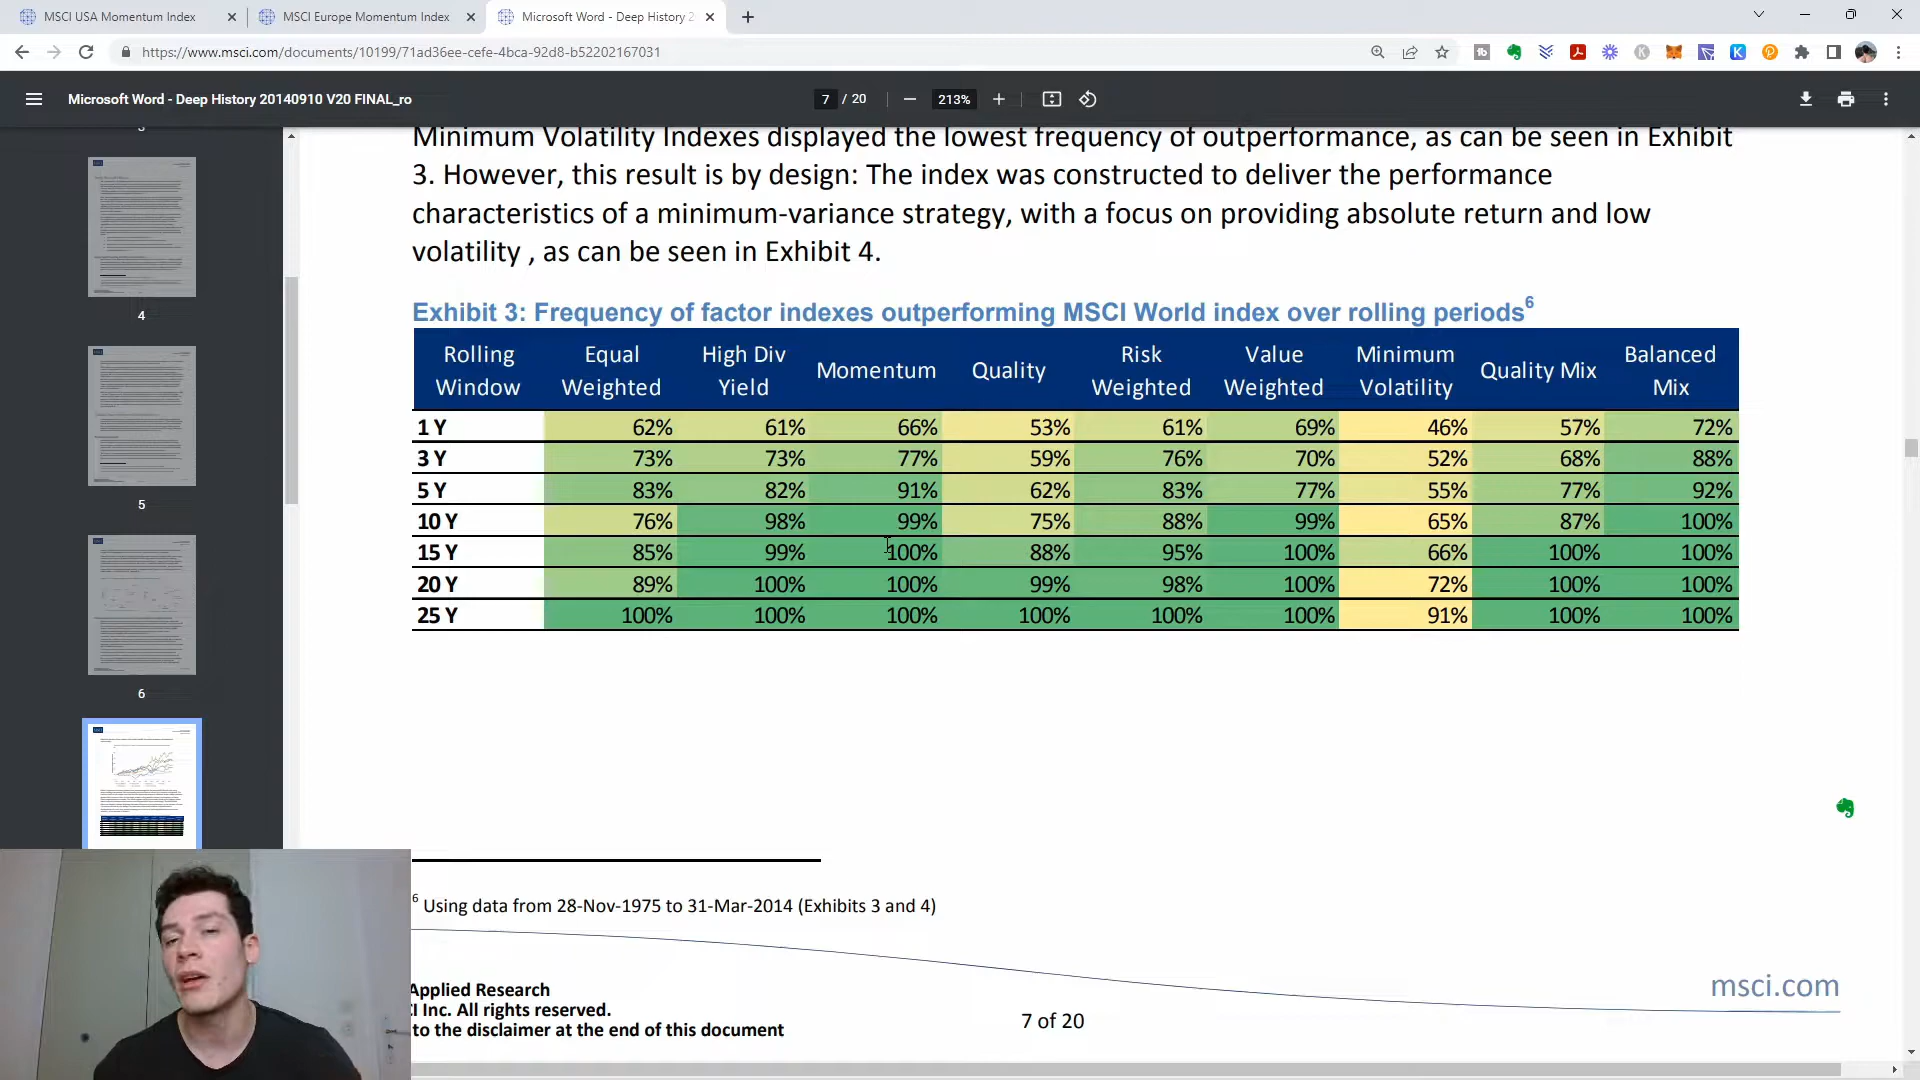 MSCI USA Momentum Index
MSCI Europe Momentum Index
Microsoft Word - Deep History 2
https://www.msci.com/documents/10199/71ad36ee-cefe-4bca-92d8-b52202167031
Microsoft Word - Deep History 20140910 V20 FINAL_ro
7 / 20
213%
4
5
6
Minimum Volatility Indexes displayed the lowest frequency of outperformance, as can be seen in Exhibit
3. However, this result is by design: The index was constructed to deliver the performance
characteristics of a minimum-variance strategy, with a focus on providing absolute return and low
volatility , as can be seen in Exhibit 4.
Exhibit 3: Frequency of factor indexes outperforming MSCI World index over rolling periods6
Rolling Window Equal Weighted High Div Yield Momentum Quality Risk Weighted Value Weighted Minimum Volatility Quality Mix Balanced Mix
1 Y 62% 61% 66% 53% 61% 69% 46% 57% 72%
3 Y 73% 73% 77% 59% 76% 70% 52% 68% 88%
5 Y 83% 82% 91% 62% 83% 77% 55% 77% 92%
10 Y 76% 98% 99% 75% 88% 99% 65% 87% 100%
15 Y 85% 99% 100% 88% 95% 100% 66% 100% 100%
20 Y 89% 100% 100% 99% 98% 100% 72% 100% 100%
25 Y 100% 100% 100% 100% 100% 100% 91% 100% 100%
6 Using data from 28-Nov-1975 to 31-Mar-2014 (Exhibits 3 and 4)
msci.com
Applied Research
I Inc. All rights reserved.
to the disclaimer at the end of this document
7 of 20